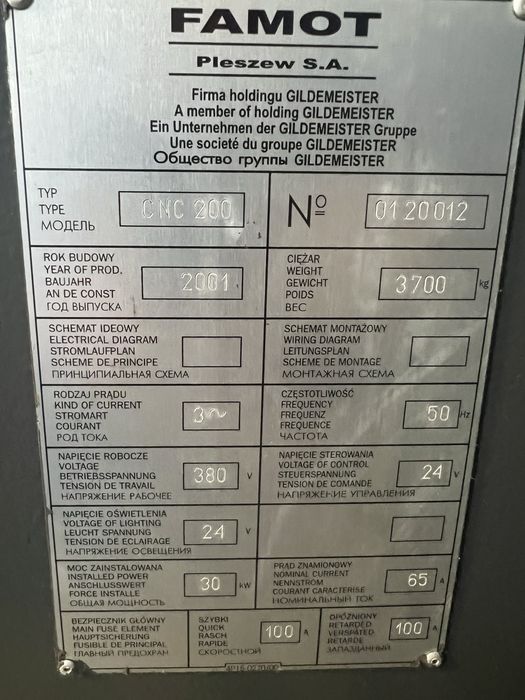 FAMOT
Pleszew S.A.
Firma holdingu GILDEMEISTER
A member of holding GILDEMEISTER
Ein Unternehmen der GILDEMEISTER Gruppe
Une societé du groupe GILDEMEISTER
Общество группы GILDEMEISTER
TYP
TYPE
МОДЕЛЬ
CNC 200
Nº
0120012
ROK BUDOWY
YEAR OF PROD.
BAUJAHR
AN DE CONST
ГОД ВЫПУСКА
2001
CIĘŻAR
WEIGHT
GEWICHT
POIDS
ВЕС
3700
kg
SCHEMAT IDEOWY
ELECTRICAL DIAGRAM
STROMLAUFPLAN
SCHEME DE PRINCIPE
ПРИНЦИПИАЛЬНАЯ СХЕМА
SCHEMAT MONTAŻOWY
WIRING DIAGRAM
LEITUNGSPLAN
SCHEME DE MONTAGE
МОНТАЖНАЯ СХЕМА
RODZAJ PRĄDU
KIND OF CURRENT
STROMART
COURANT
РОД ТОКА
3~
CZĘSTOTLIWOŚĆ
FREQUENCY
FREQUENZ
FREQUENCE
ЧАСТОТА
50
Hz
NAPIĘCIE ROBOCZE
VOLTAGE
BETRIEBSSPANNUNG
TENSION DE TRAVAIL
НАПРЯЖЕНИЕ РАБОЧЕЕ
380
V
NAPIĘCIE STEROWANIA
VOLTAGE OF CONTROL
STEUERSPANNUNG
TENSION DE COMANDE
НАПРЯЖЕНИЕ УПРАВЛЕНИЯ
24
V
NAPIĘCIE OŚWIETLENIA
VOLTAGE OF LIGHTING
LEUCHT SPANNUNG
TENSION DE ECLAIRAGE
НАПРЯЖЕНИЕ ОСВЕЩЕНИЯ
24
V
MOC ZAINSTALOWANA
INSTALLED POWER
ANSCHLUSSWERT
FORCE INSTALLE
ОБЩАЯ МОЩНОСТЬ
30
kW
PRĄD ZNAMIONOWY
NOMINAL CURRENT
NENNSTROM
COURANT CARACTERISE
НОМИНАЛЬНЫЙ ТОК
65
A
BEZPIECZNIK GŁÓWNY
MAIN FUSE ELEMENT
HAUPTSICHERUNG
FUSIBLE DE PRINCIPAL
ГЛАВНЫЙ ПРЕДОХРАН
SZYBKI
QUICK
RASCH
RAPIDE
СКОРОСТНОЙ
100
A
OPÓŹNIONY
RETARDED
VERSPÄTED
RETARDE
ЗАПАЗДАННЫЙ
100
A